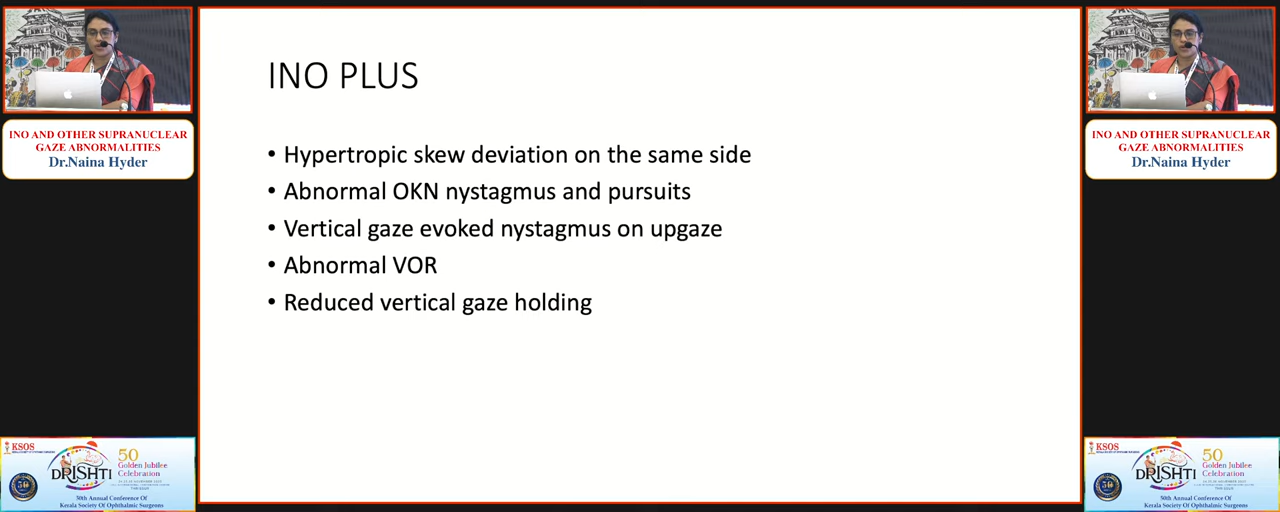 INO AND OTHER SUPRANUCLEAR
GAZE ABNORMALITIES
Dr.Naina Hyder
INO PLUS
• Hypertropic skew deviation on the same side
• Abnormal OKN nystagmus and pursuits
• Vertical gaze evoked nystagmus on upgaze
• Abnormal VOR
• Reduced vertical gaze holding
INO AND OTHER SUPRANUCLEAR
GAZE ABNORMALITIES
Dr.Naina Hyder
KSOS
DRISHTI
50
Golden Jubilee
Celebration
50th Annual Conference Of
Kerala Society Of Ophthalmic Surgeons
KSOS
DRISHTI
50
Golden Jubilee
Celebration
50th Annual Conference Of
Kerala Society Of Ophthalmic Surgeons